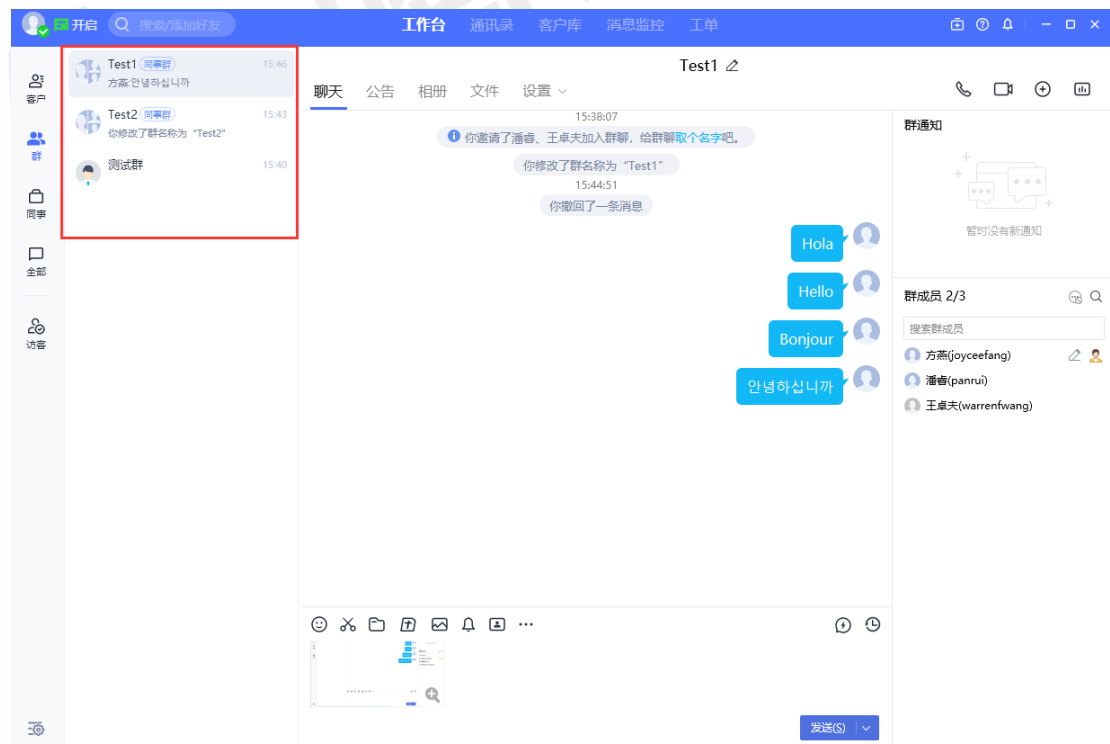 开启
搜索/添加好友
工作台 通讯录 客户库 消息监控 工单
客户
群
同事
全部
访客
Test1 同事群 15:46
方燕:안녕하십니까
Test2 同事群 15:43
你修改了群名称为 “Test2”
测试群 15:40
Test1
聊天 公告 相册 文件 设置
15:38:07
你邀请了潘睿、王卓夫加入群聊，给群聊取个名字吧。
你修改了群名称为 “Test1”
15:44:51
你撤回了一条消息
Hola
Hello
Bonjour
안녕하십니까
发送(S)
群通知
暂时没有新通知
群成员 2/3
搜索群成员
方燕(joyceefang)
潘睿(panrui)
王卓夫(warrenfwang)